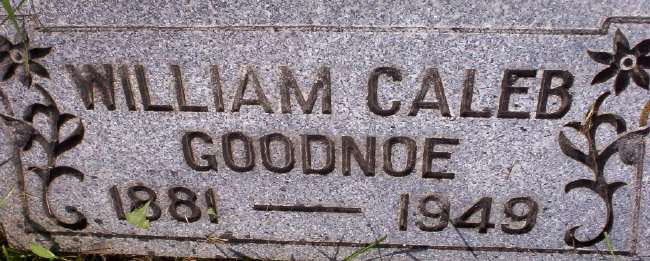 WILLIAM CALEB
GOODNOE
1881 — 1949